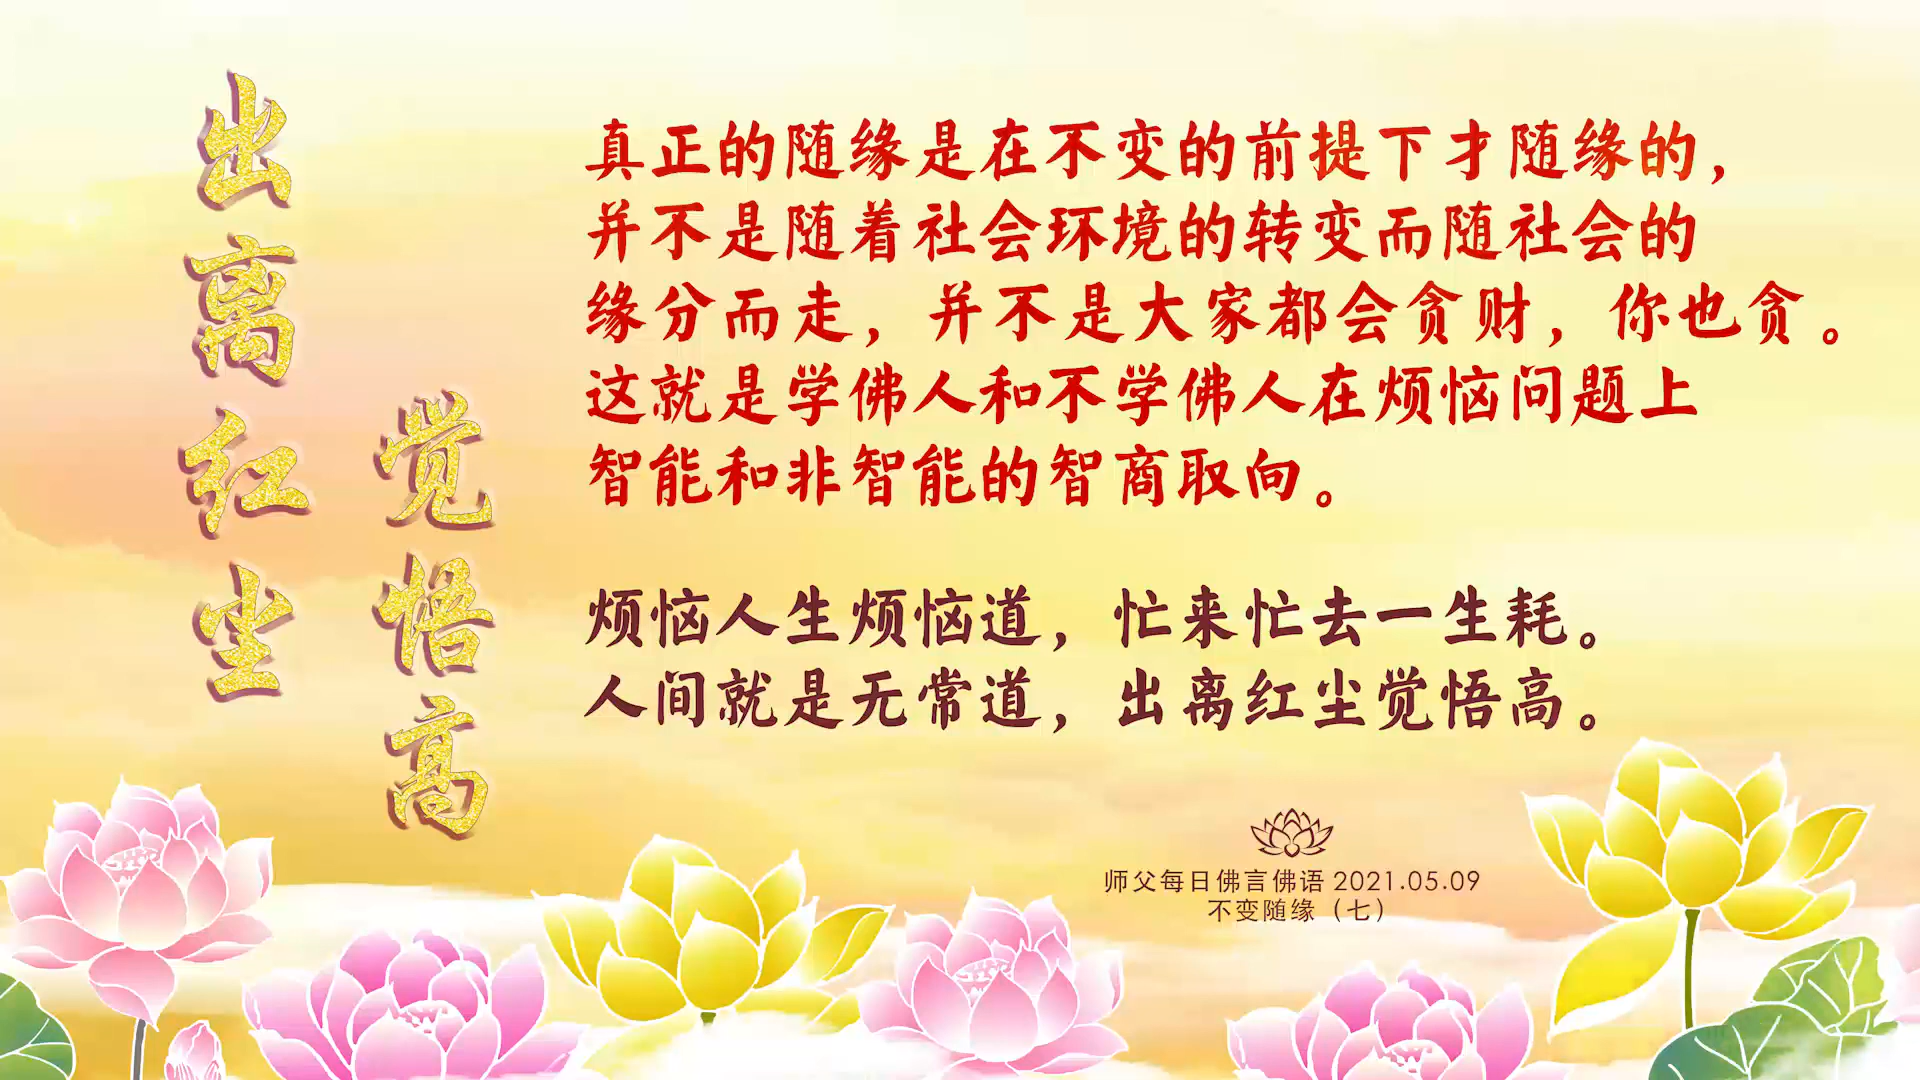 出离红尘
觉悟高
真正的随缘是在不变的前提下才随缘的，
并不是随着社会环境的转变而随社会的
缘分而走，并不是大家都会贪财，你也贪。
这就是学佛人和不学佛人在烦恼问题上
智能和非智能的智商取向。
烦恼人生烦恼道，忙来忙去一生耗。
人间就是无常道，出离红尘觉悟高。
师父每日佛言佛语 2021.05.09
不变随缘（七）